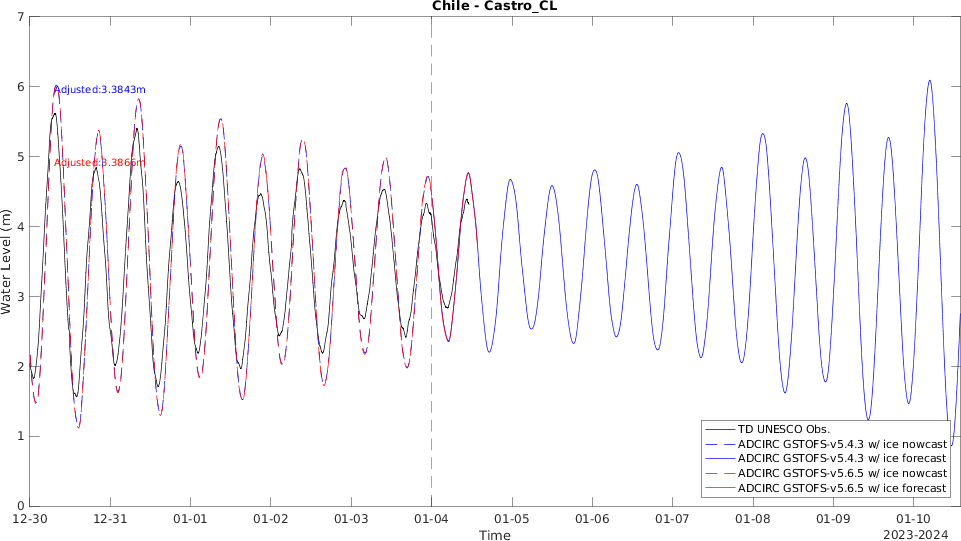 Chile - Castro_CL
7
6
5
4
3
2
1
0
Water Level (m)
Adjusted:3.3843m
Adjusted:3.3866m
TD UNESCO Obs.
ADCIRC GSTOFS-v5.4.3 w/ ice nowcast
ADCIRC GSTOFS-v5.4.3 w/ ice forecast
ADCIRC GSTOFS-v5.6.5 w/ ice nowcast
ADCIRC GSTOFS-v5.6.5 w/ ice forecast
12-30 12-31 01-01 01-02 01-03 01-04 01-05 01-06 01-07 01-08 01-09 01-10
Time
2023-2024